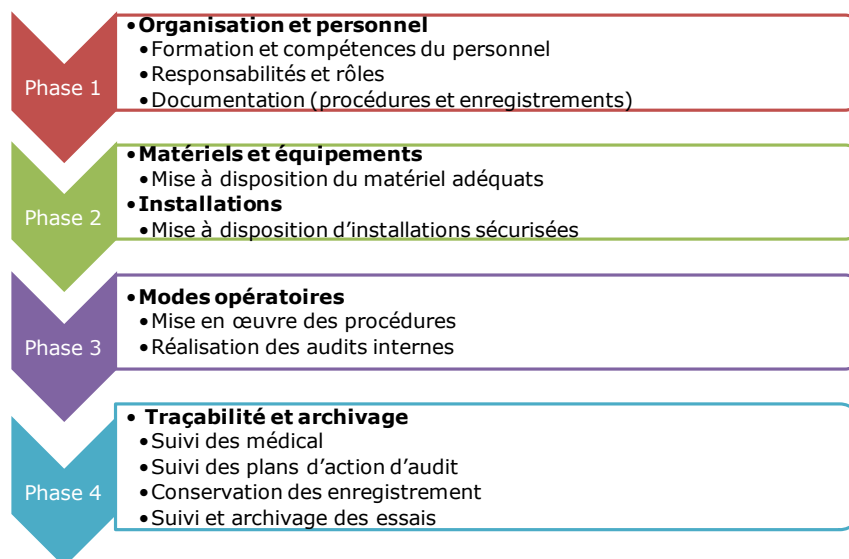 Phase 1
•Organisation et personnel
•Formation et compétences du personnel
•Responsabilités et rôles
•Documentation (procédures et enregistrements)
Phase 2
•Matériels et équipements
•Mise à disposition du matériel adéquats
•Installations
•Mise à disposition d’installations sécurisées
Phase 3
•Modes opératoires
•Mise en œuvre des procédures
•Réalisation des audits internes
Phase 4
• Traçabilité et archivage
•Suivi des médical
•Suivi des plans d’action d’audit
•Conservation des enregistrement
•Suivi et archivage des essais